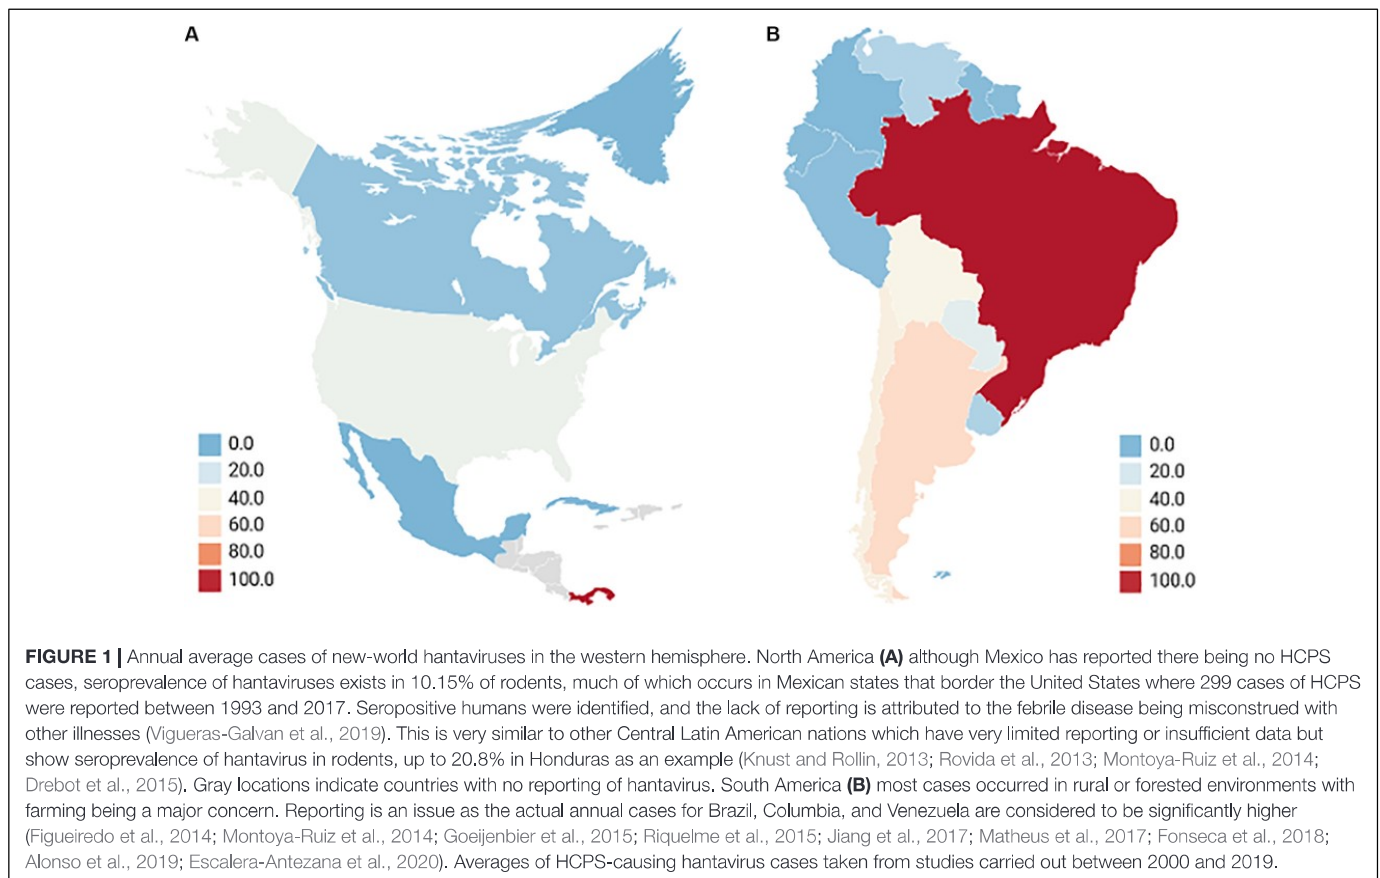 A
B
0.0
20.0
40.0
60.0
80.0
100.0
0.0
20.0
40.0
60.0
80.0
100.0
FIGURE 1 | Annual average cases of new-world hantaviruses in the western hemisphere. North America (A) although Mexico has reported there being no HCPS
cases, seroprevalence of hantaviruses exists in 10.15% of rodents, much of which occurs in Mexican states that border the United States where 299 cases of HCPS
were reported between 1993 and 2017. Seropositive humans were identified, and the lack of reporting is attributed to the febrile disease being misconstrued with
other illnesses (Vigueras-Galvan et al., 2019). This is very similar to other Central Latin American nations which have very limited reporting or insufficient data but
show seroprevalence of hantavirus in rodents, up to 20.8% in Honduras as an example (Knust and Rollin, 2013; Rovida et al., 2013; Montoya-Ruiz et al., 2014;
Drebot et al., 2015). Gray locations indicate countries with no reporting of hantavirus. South America (B) most cases occurred in rural or forested environments with
farming being a major concern. Reporting is an issue as the actual annual cases for Brazil, Columbia, and Venezuela are considered to be significantly higher
(Figueiredo et al., 2014; Montoya-Ruiz et al., 2014; Goeijenbier et al., 2015; Riquelme et al., 2015; Jiang et al., 2017; Matheus et al., 2017; Fonseca et al., 2018;
Alonso et al., 2019; Escalera-Antezana et al., 2020). Averages of HCPS-causing hantavirus cases taken from studies carried out between 2000 and 2019.